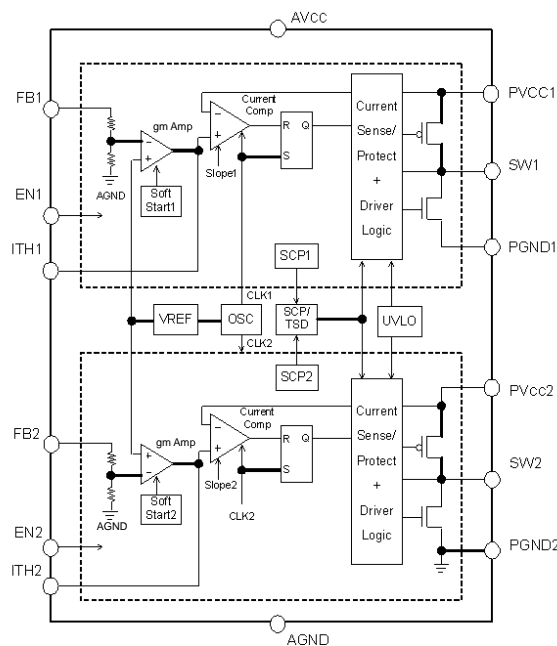 AVCC
FB1
EN1
ITH1
gm Amp
Current
Comp
R
Q
S
Slope1
Soft
Start1
AGND
Current
Sense/
Protect
+
Driver
Logic
PVCC1
SW1
PGND1
SCP1
CLK1
VREF
OSC
SCP/
TSD
UVLO
CLK2
SCP2
FB2
EN2
ITH2
gm Amp
Current
Comp
R
Q
S
Slope2
CLK2
Soft
Start2
AGND
Current
Sense/
Protect
+
Driver
Logic
PVcc2
SW2
PGND2
AGND